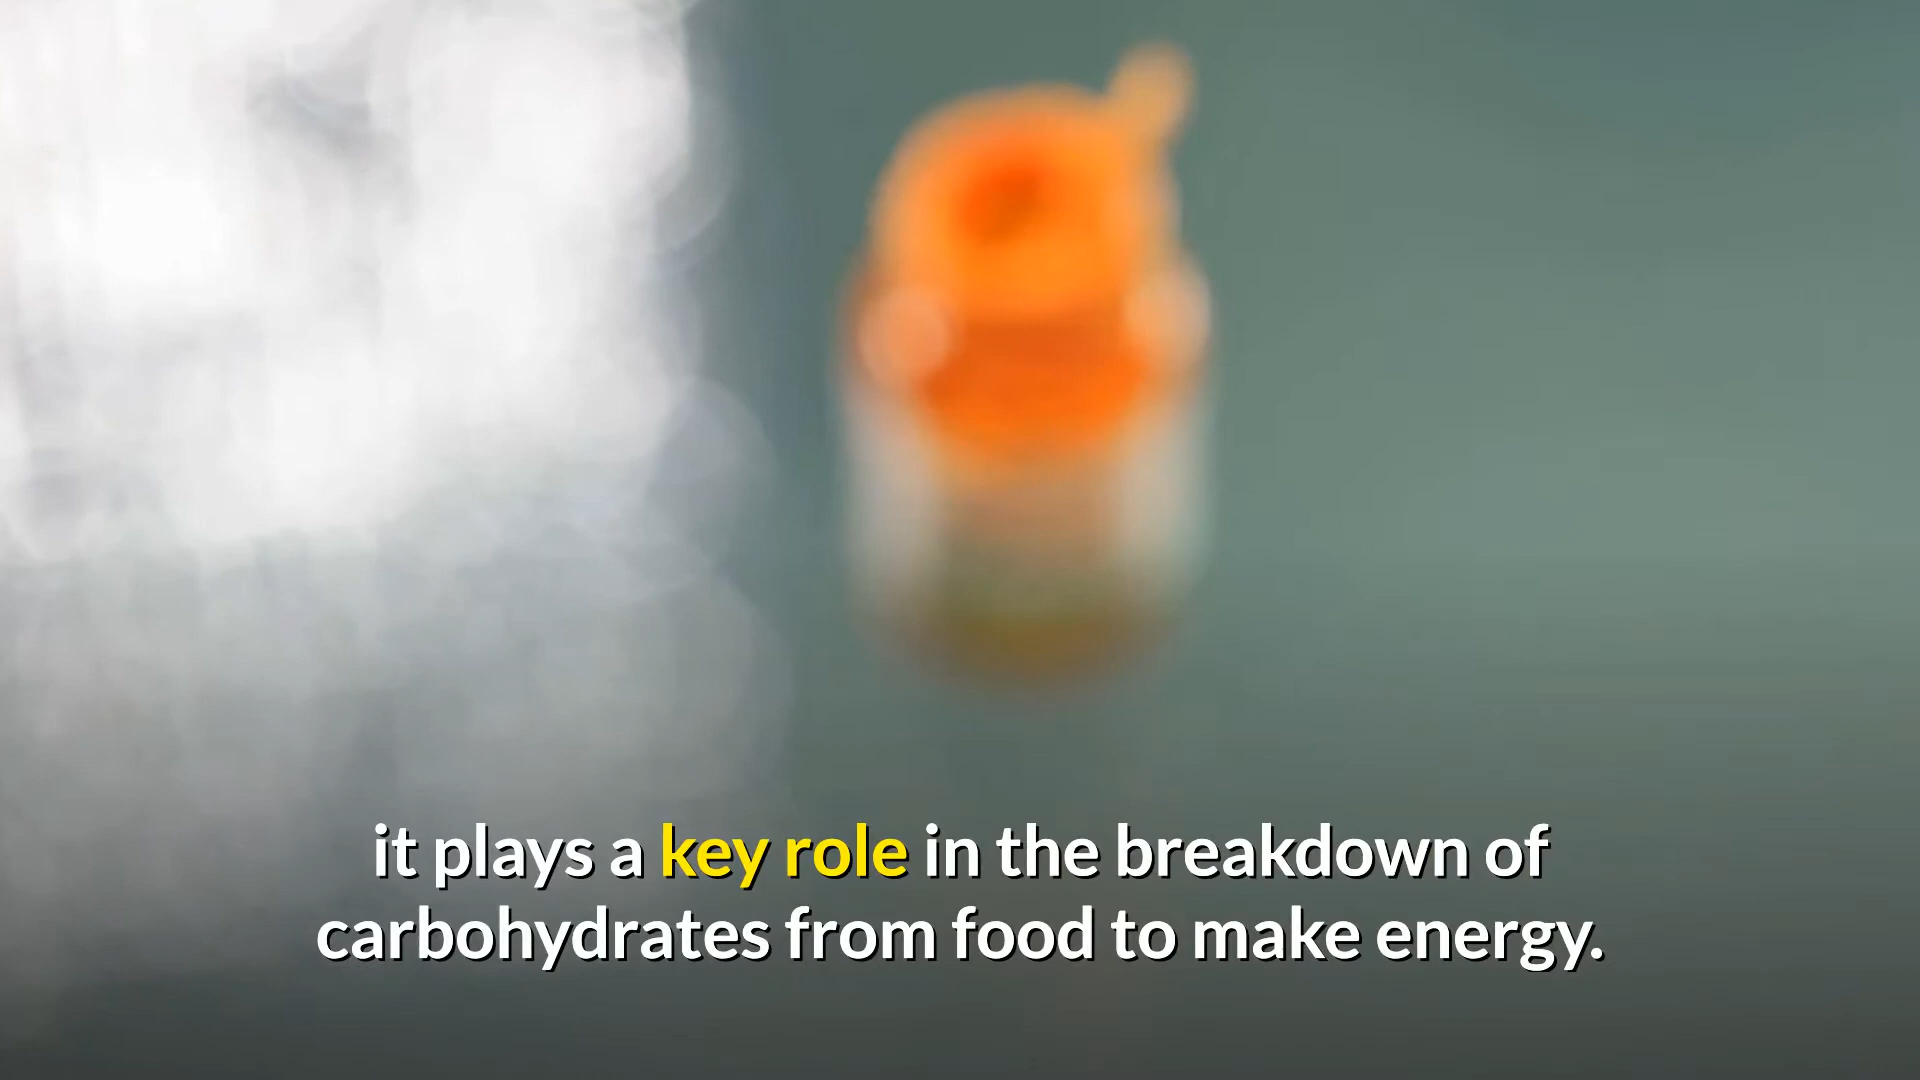 it plays a key role in the breakdown of
carbohydrates from food to make energy.